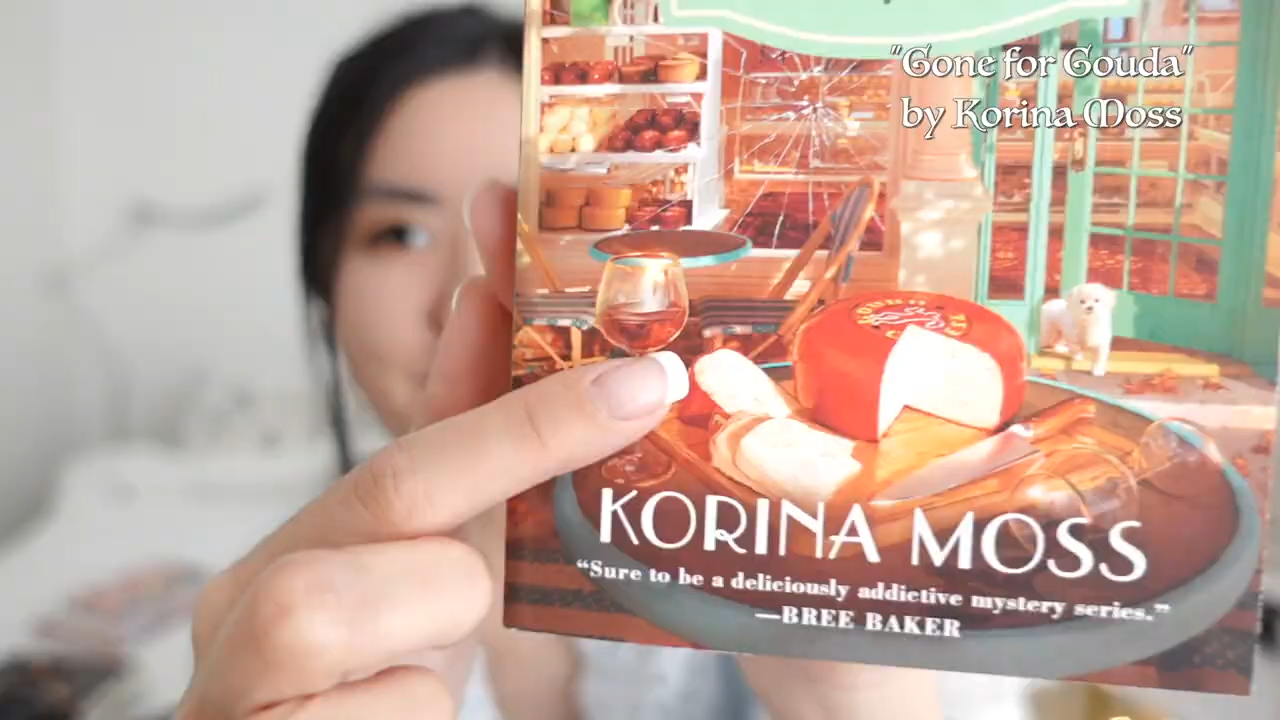 "Gone for Gouda"
by Korina Moss
KORINA MOSS
“Sure to be a deliciously addictive mystery series.”
—BREE BAKER